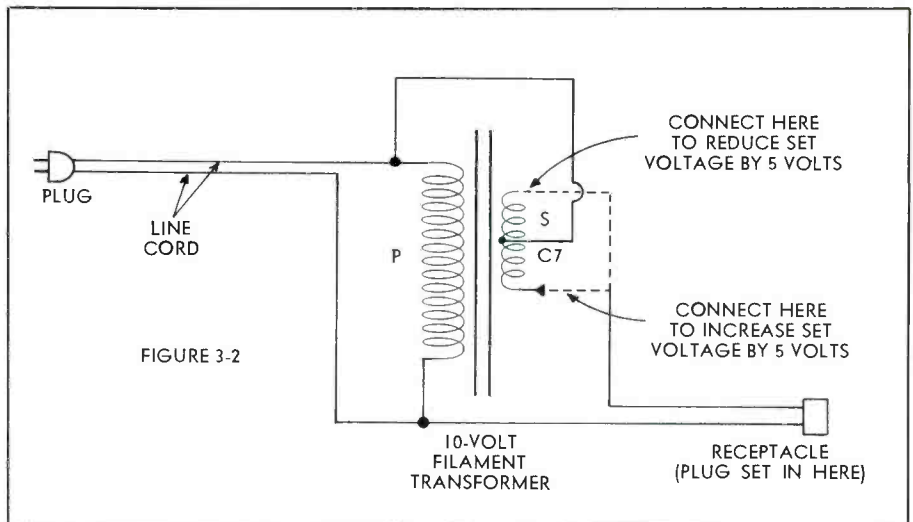 CONNECT HERE
TO REDUCE SET
VOLTAGE BY 5 VOLTS
PLUG
LINE
CORD
P
S
C7
FIGURE 3-2
CONNECT HERE
TO INCREASE SET
VOLTAGE BY 5 VOLTS
10-VOLT
FILAMENT
TRANSFORMER
RECEPTACLE
(PLUG SET IN HERE)